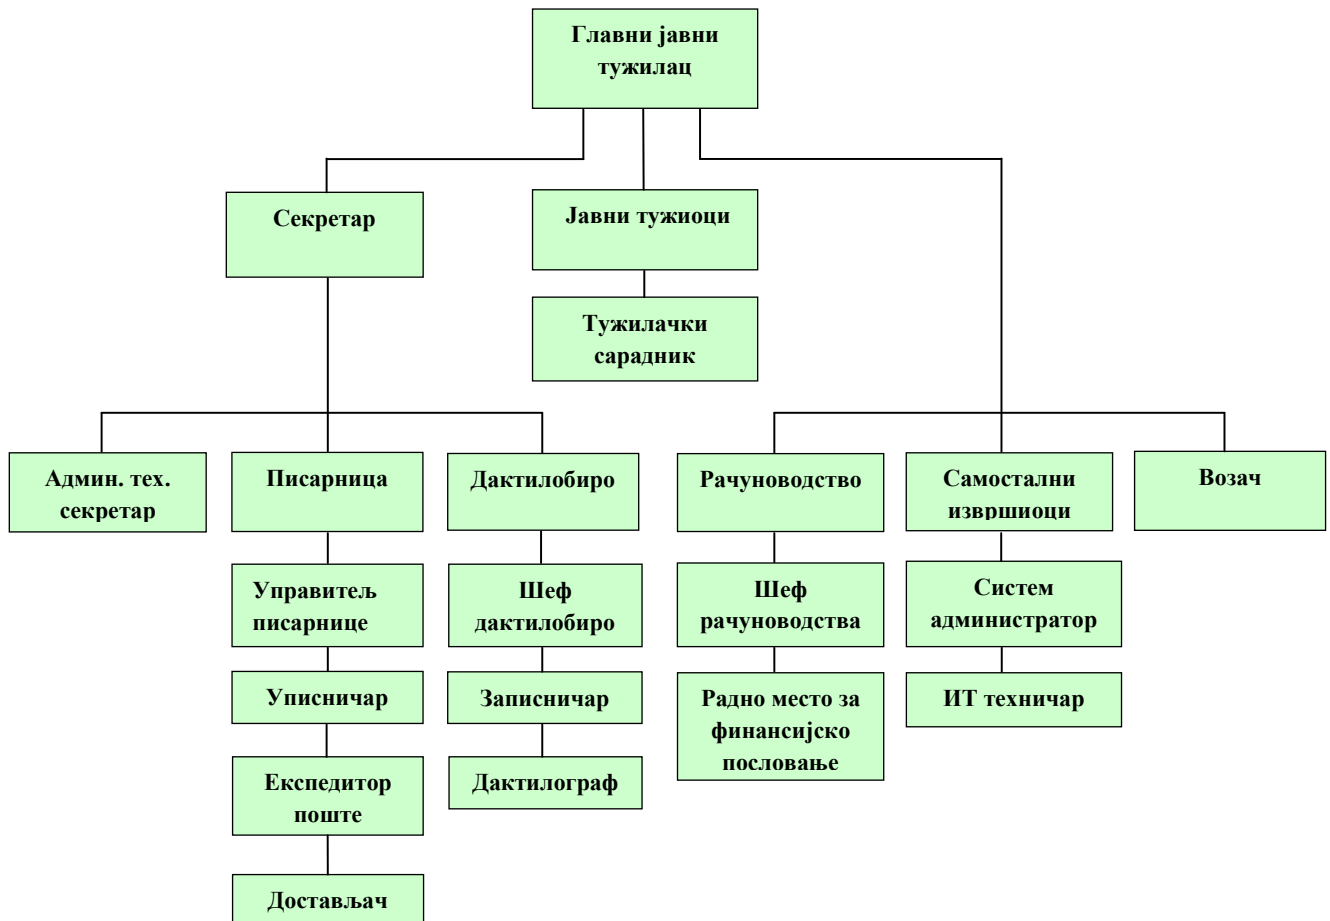 Главни јавни
тужилац
Секретар
Јавни тужиоци
Тужилачки
сарадник
Админ. тех.
секретар
Писарница
Дактилобиро
Рачуноводство
Самостални
извршиоци
Возач
Управитељ
писарнице
Шеф
дактилобиро
Шеф
рачуноводства
Систем
администратор
Уписничар
Записничар
Радно место за
финансијско
пословање
ИТ техничар
Експедитор
поште
Дактилограф
Достављач